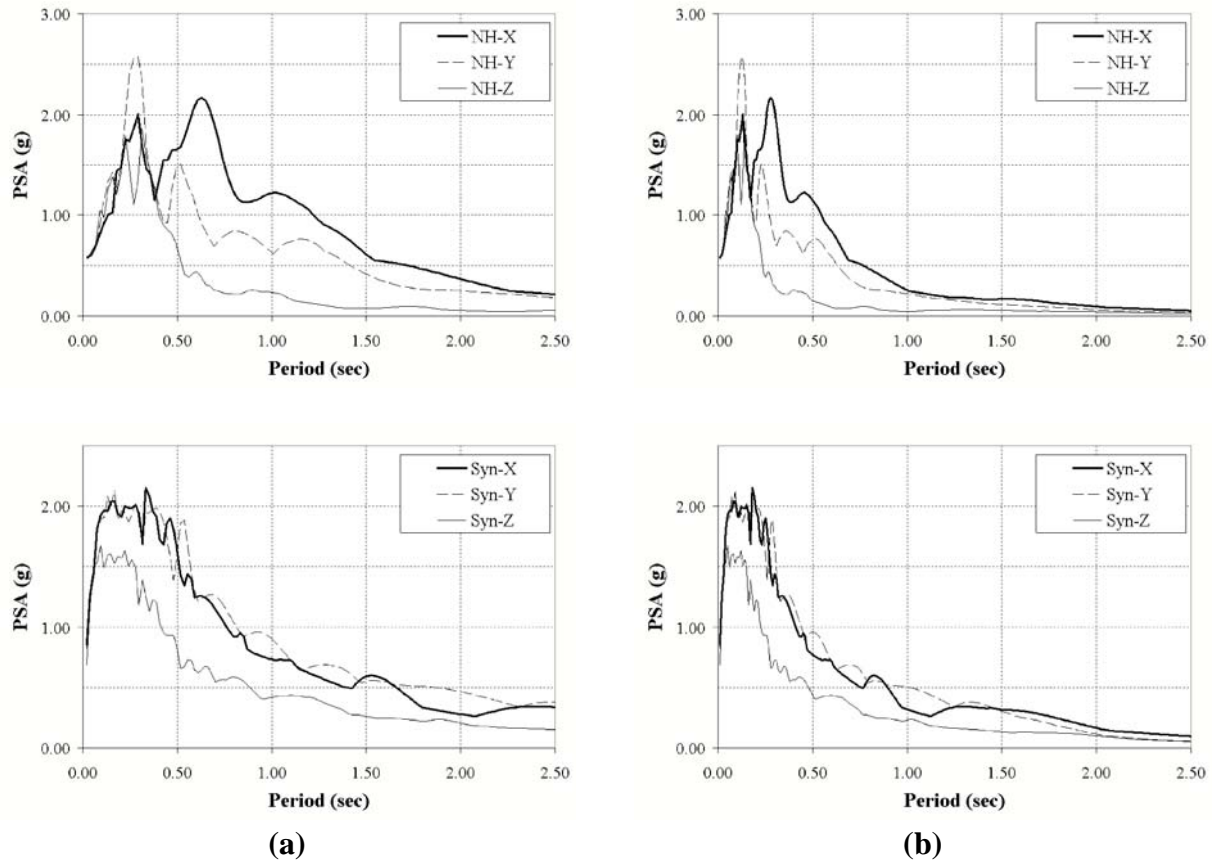 3.00
2.00
1.00
0.00
PSA (g)
NH-X
NH-Y
NH-Z
0.00 0.50 1.00 1.50 2.00 2.50
Period (sec)
3.00
2.00
1.00
0.00
PSA (g)
NH-X
NH-Y
NH-Z
0.00 0.50 1.00 1.50 2.00 2.50
Period (sec)
2.00
1.00
0.00
PSA (g)
Syn-X
Syn-Y
Syn-Z
0.00 0.50 1.00 1.50 2.00 2.50
Period (sec)
(a)
2.00
1.00
0.00
PSA (g)
Syn-X
Syn-Y
Syn-Z
0.00 0.50 1.00 1.50 2.00 2.50
Period (sec)
(b)